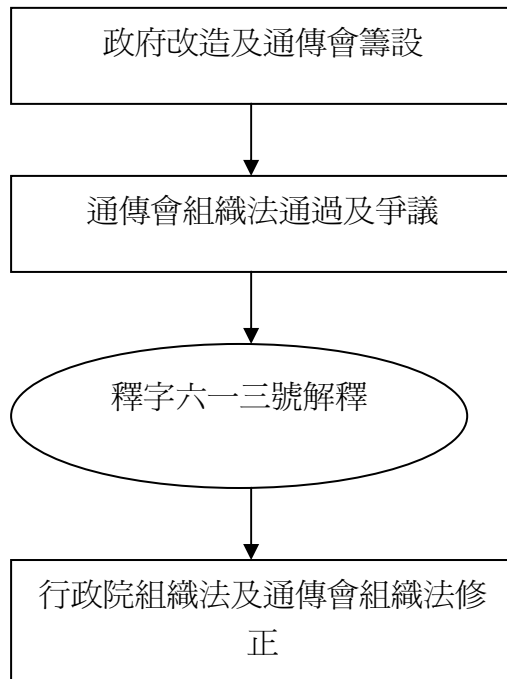 政府改造及通傳會籌設
通傳會組織法通過及爭議
釋字六一三號解釋
行政院組織法及通傳會組織法修
正